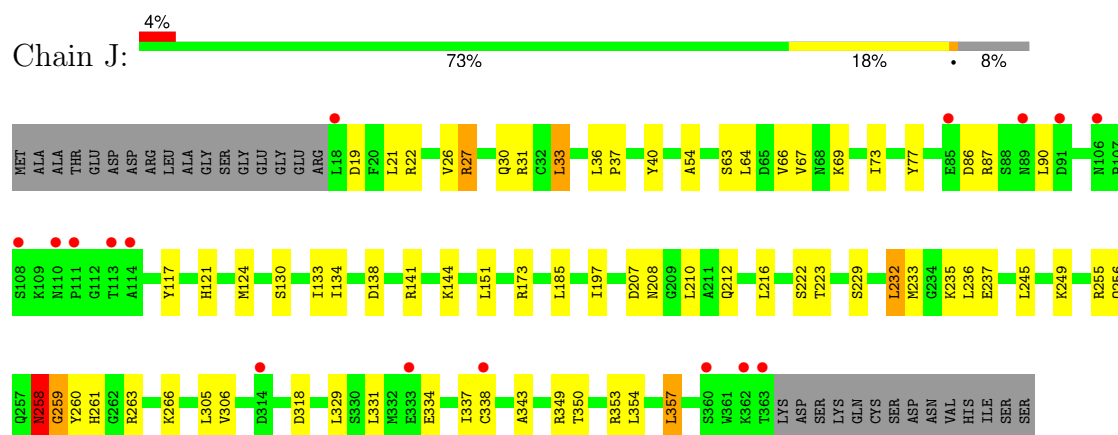 4%
Chain J:
73% 18% • 8%
MET ALA ALA THR GLU ASP ASP ARG LEU ALA GLY SER GLY GLU GLY GLU ARG L18 D19 F20 L21 R22 V26 R27 Q30 R31 C32 L33 L36 P37 Y40 A54 S63 L64 D65 V66 V67 N68 K69 I73 Y77 E85 D86 R87 S88 N89 L90 D91 N106 P107
S108 K109 N110 P111 G112 T113 A114 Y117 H121 M124 S130 I133 I134 D138 R141 K144 L151 R173 L185 I197 D207 N208 G209 L210 A211 Q212 L216 S222 T223 S229 L232 M233 G234 K235 L236 E237 L245 K249 R255 P256
Q257 N258 G259 Y260 H261 G262 R263 K266 L305 V306 D314 D318 L329 S330 L331 M332 E333 E334 I337 C338 A343 R349 T350 R353 L354 L357 S360 W361 K362 T363 LYS ALA ASP SER LYS GLN CYS SER ASP ASN VAL HIS ILE SER SER